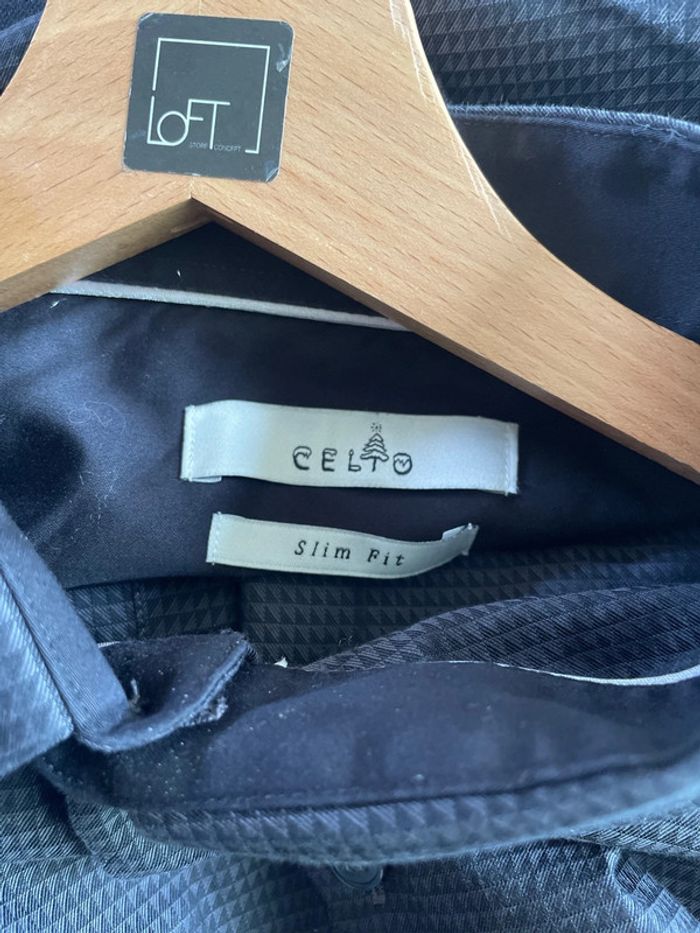 LOFT
STORE CONCEPT
CELIO
Slim Fit